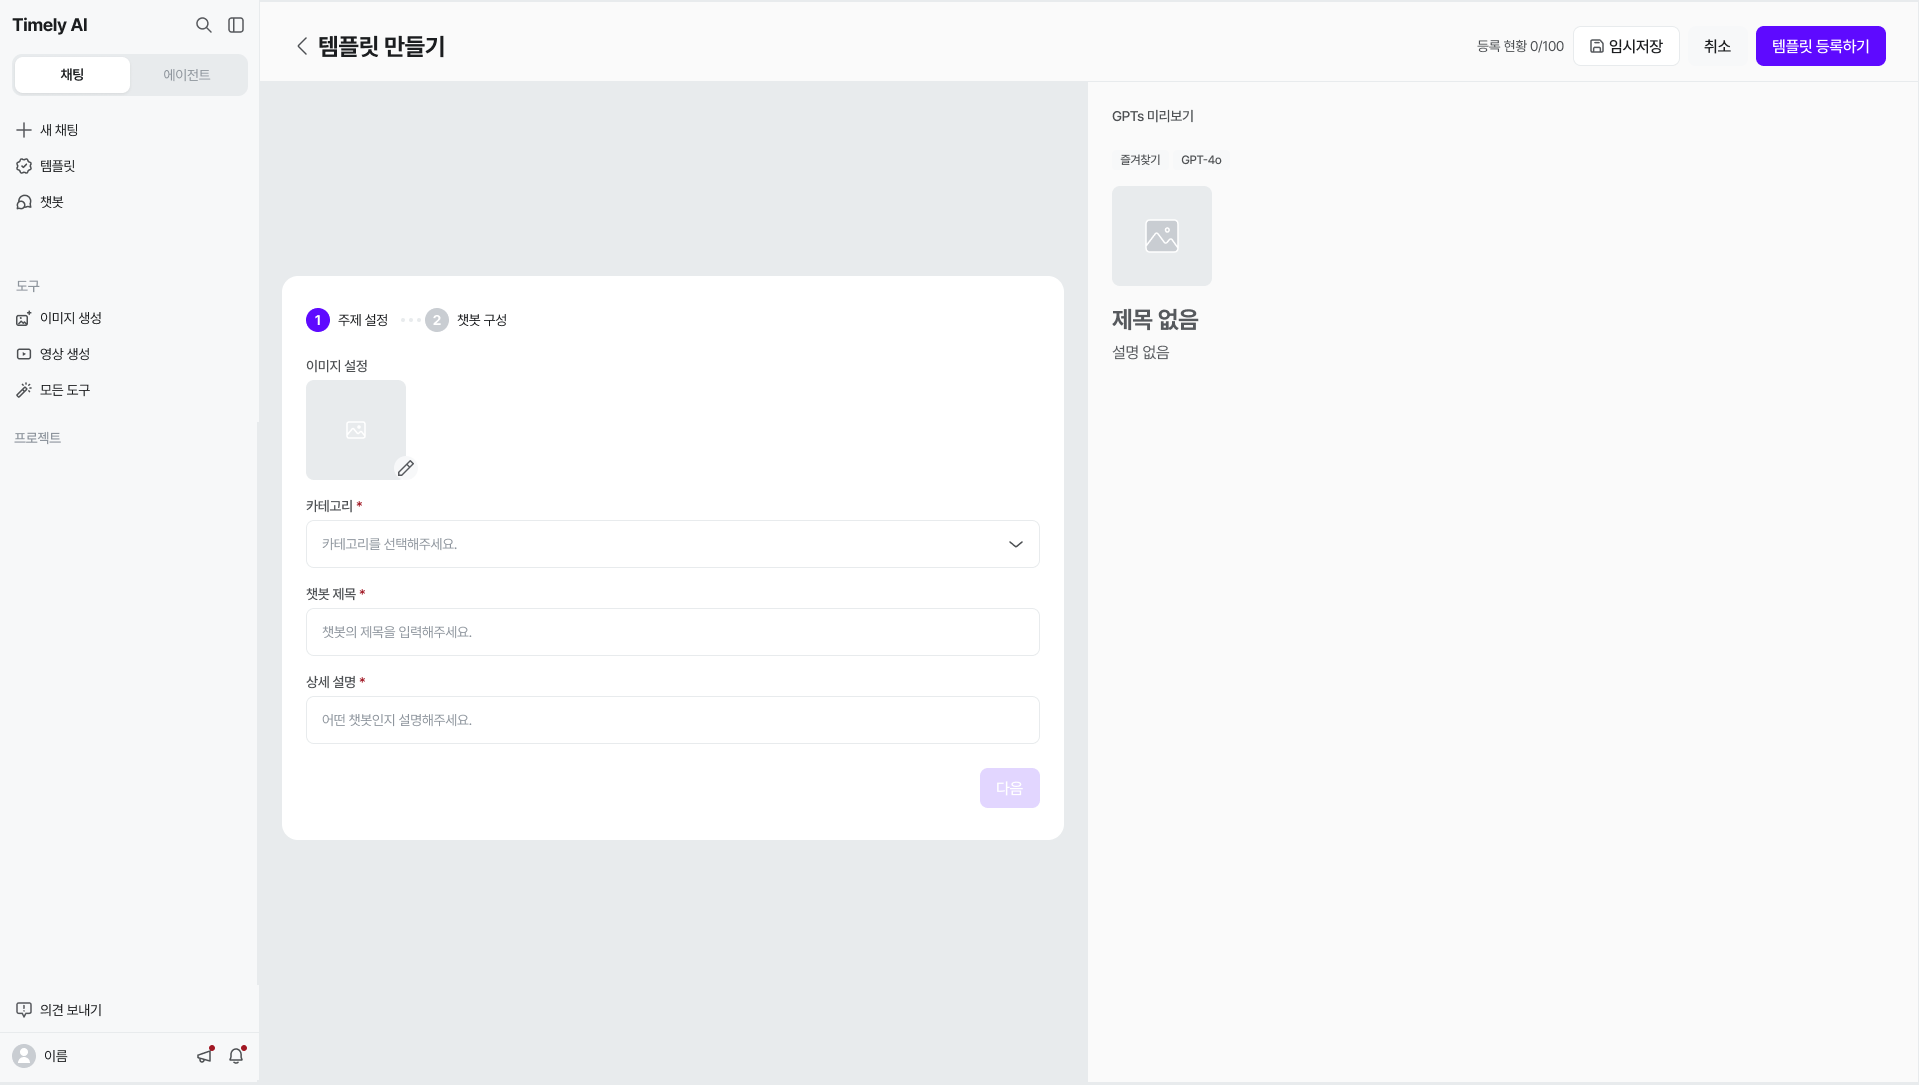 Timely AI
채팅
에이전트
새 채팅
템플릿
챗봇
도구
이미지 생성
영상 생성
모든 도구
프로젝트
의견 보내기
이름
템플릿 만들기
등록 현황 0/100
임시저장
취소
템플릿 등록하기
1 주제 설정
2 챗봇 구성
이미지 설정
카테고리 *
카테고리를 선택해주세요.
챗봇 제목 *
챗봇의 제목을 입력해주세요.
상세 설명 *
어떤 챗봇인지 설명해주세요.
다음
GPTs 미리보기
즐겨찾기
GPT-4o
제목 없음
설명 없음